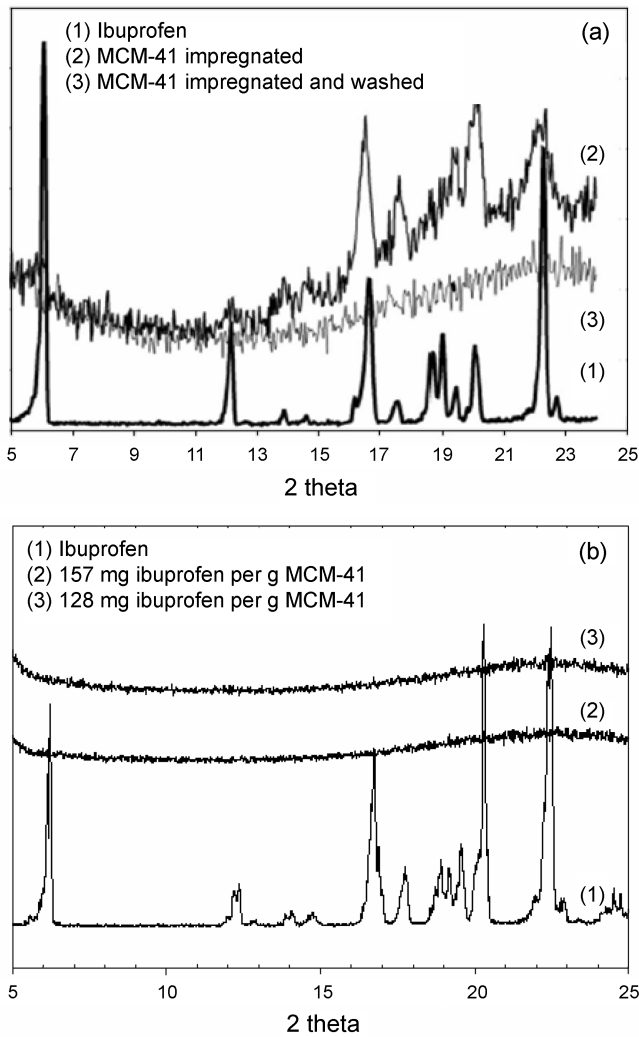 (1) Ibuprofen
(2) MCM-41 impregnated
(3) MCM-41 impregnated and washed
(a)
(2)
(3)
(1)
5 7 9 11 13 15 17 19 21 23 25
2 theta
(1) Ibuprofen
(2) 157 mg ibuprofen per g MCM-41
(3) 128 mg ibuprofen per g MCM-41
(b)
(3)
(2)
(1)
5 10 15 20 25
2 theta